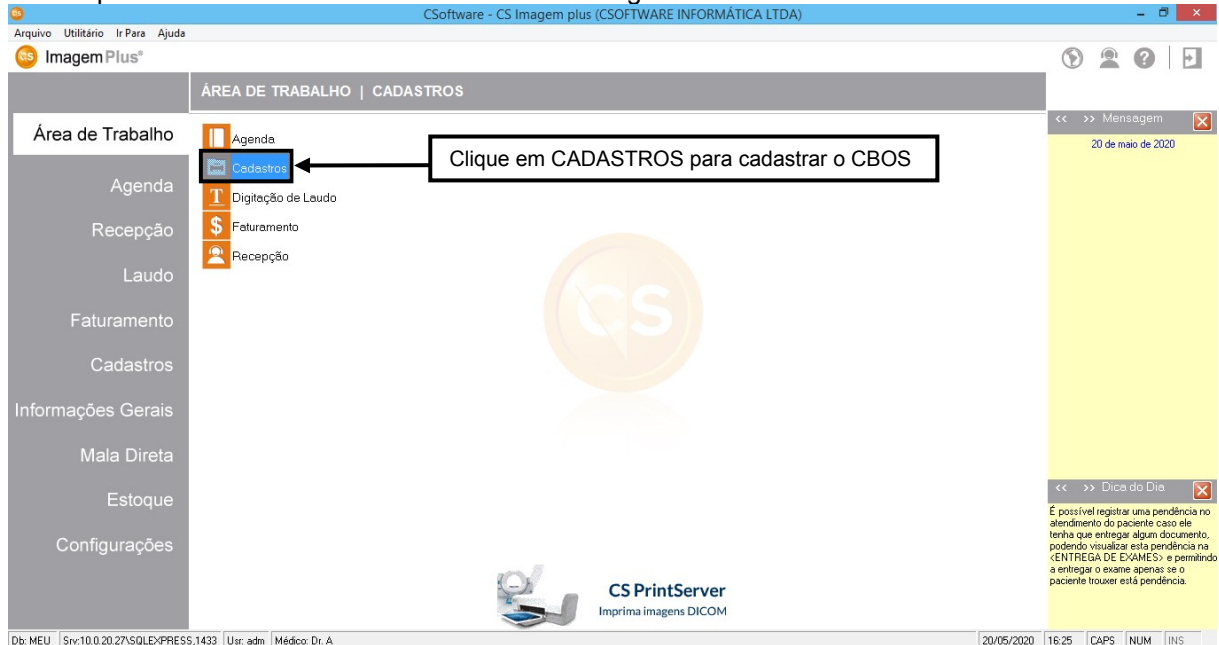 CSoftware - CS Imagem plus (CSOFTWARE INFORMÁTICA LTDA)
Arquivo Utilitário Ir Para Ajuda
CS Imagem Plus®
ÁREA DE TRABALHO | CADASTROS
Área de Trabalho
Agenda
Recepção
Laudo
Faturamento
Cadastros
Informações Gerais
Mala Direta
Estoque
Configurações
Agenda
Cadastros
Digitação de Laudo
Faturamento
Recepção
Clique em CADASTROS para cadastrar o CBOS
CS
CS PrintServer
Imprima imagens DICOM
<< >> Mensagem
20 de maio de 2020
<< >> Dica do Dia
É possível registrar uma pendência no
atendimento do paciente caso ele
tenha que entregar algum documento,
podendo visualizar esta pendência na
<ENTREGA DE EXAMES> e permitindo
a entregar o exame apenas se o
paciente trouxer está pendência.
Db: MEU Srv:10.0.20.27\SQLEXPRESS,1433 Usr: adm Médico: Dr. A 20/05/2020 16:25 CAPS NUM INS